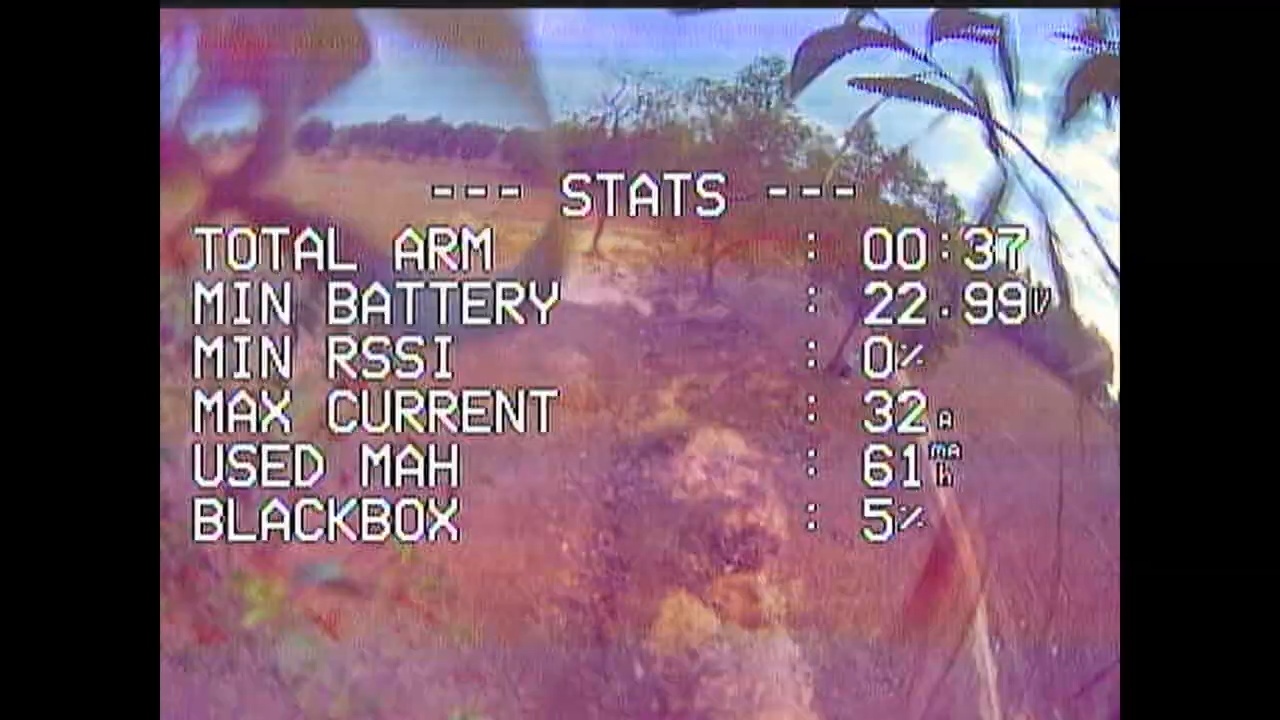 --- STATS ---
TOTAL ARM : 00:37
MIN BATTERY : 22.99V
MIN RSSI : 0%
MAX CURRENT : 32A
USED MAH : 61mAh
BLACKBOX : 5%